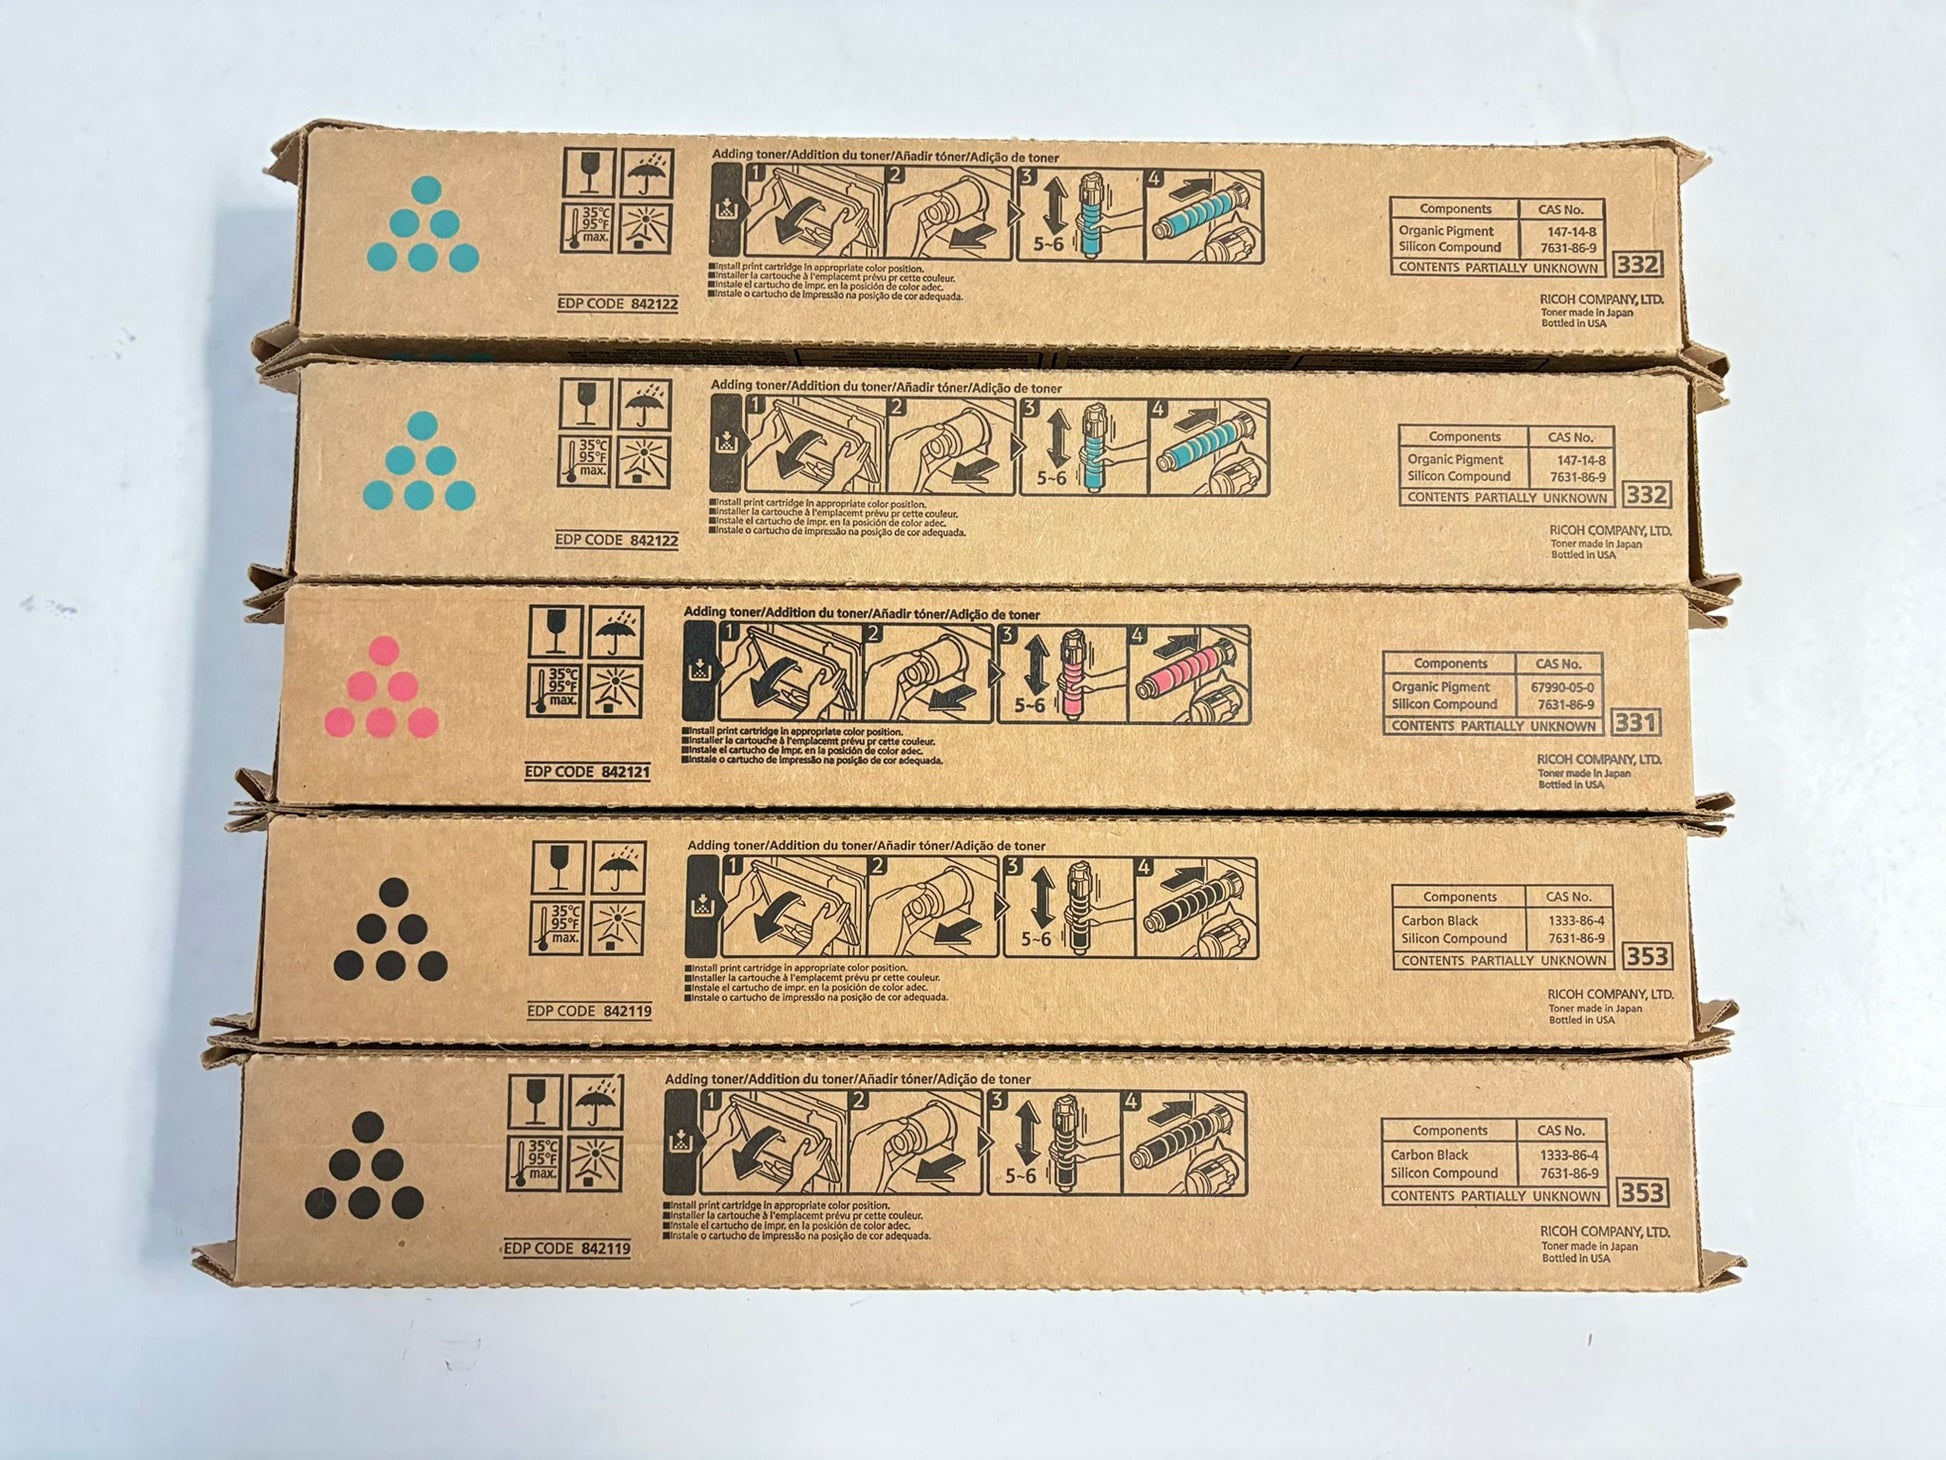 Adding toner/Addition du toner/Añadir tóner/Adição de toner
1 2 3 4
35°C
95°F
max.
5~6
■Install print cartridge in appropriate color position.
■Installer la cartouche à l'emplacemt prévu pr cette couleur.
■Instale el cartucho de impr. en la posición de color adec.
■Instale o cartucho de impressão na posição de cor adequada.
EDP CODE 842122
Components CAS No.
Organic Pigment 147-14-8
Silicon Compound 7631-86-9
CONTENTS PARTIALLY UNKNOWN 332
RICOH COMPANY, LTD.
Toner made in Japan
Bottled in USA
Adding toner/Addition du toner/Añadir tóner/Adição de toner
1 2 3 4
35°C
95°F
max.
5~6
■Install print cartridge in appropriate color position.
■Installer la cartouche à l'emplacemt prévu pr cette couleur.
■Instale el cartucho de impr. en la posición de color adec.
■Instale o cartucho de impressão na posição de cor adequada.
EDP CODE 842122
Components CAS No.
Organic Pigment 147-14-8
Silicon Compound 7631-86-9
CONTENTS PARTIALLY UNKNOWN 332
RICOH COMPANY, LTD.
Toner made in Japan
Bottled in USA
Adding toner/Addition du toner/Añadir tóner/Adição de toner
1 2 3 4
35°C
95°F
max.
5~6
■Install print cartridge in appropriate color position.
■Installer la cartouche à l'emplacemt prévu pr cette couleur.
■Instale el cartucho de impr. en la posición de color adec.
■Instale o cartucho de impressão na posição de cor adequada.
EDP CODE 842121
Components CAS No.
Organic Pigment 67990-05-0
Silicon Compound 7631-86-9
CONTENTS PARTIALLY UNKNOWN 331
RICOH COMPANY, LTD.
Toner made in Japan
Bottled in USA
Adding toner/Addition du toner/Añadir tóner/Adição de toner
1 2 3 4
35°C
95°F
max.
5~6
■Install print cartridge in appropriate color position.
■Installer la cartouche à l'emplacemt prévu pr cette couleur.
■Instale el cartucho de impr. en la posición de color adec.
■Instale o cartucho de impressão na posição de cor adequada.
EDP CODE 842119
Components CAS No.
Carbon Black 1333-86-4
Silicon Compound 7631-86-9
CONTENTS PARTIALLY UNKNOWN 353
RICOH COMPANY, LTD.
Toner made in Japan
Bottled in USA
Adding toner/Addition du toner/Añadir tóner/Adição de toner
1 2 3 4
35°C
95°F
max.
5~6
■Install print cartridge in appropriate color position.
■Installer la cartouche à l'emplacemt prévu pr cette couleur.
■Instale el cartucho de impr. en la posición de color adec.
■Instale o cartucho de impressão na posição de cor adequada.
EDP CODE 842119
Components CAS No.
Carbon Black 1333-86-4
Silicon Compound 7631-86-9
CONTENTS PARTIALLY UNKNOWN 353
RICOH COMPANY, LTD.
Toner made in Japan
Bottled in USA